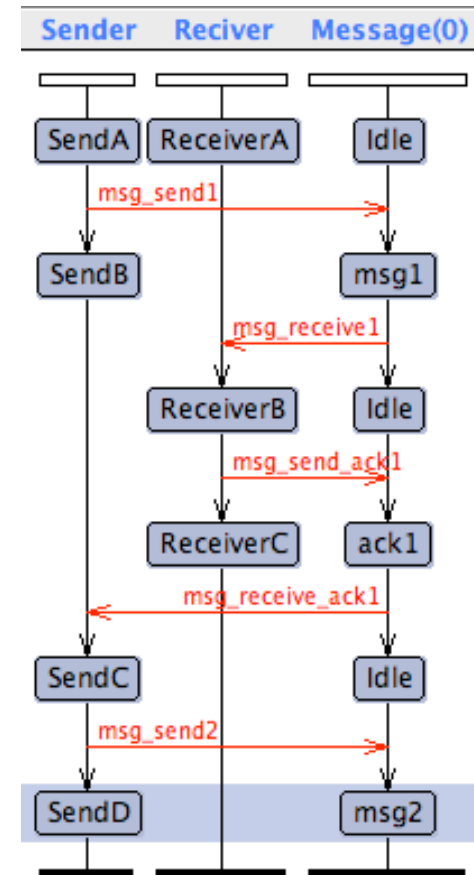 Sender Reciver Message(0)
SendA ReceiverA Idle
msg_send1
SendB msg1
msg_receive1
ReceiverB Idle
msg_send_ack1
ReceiverC ack1
msg_receive_ack1
SendC Idle
msg_send2
SendD msg2